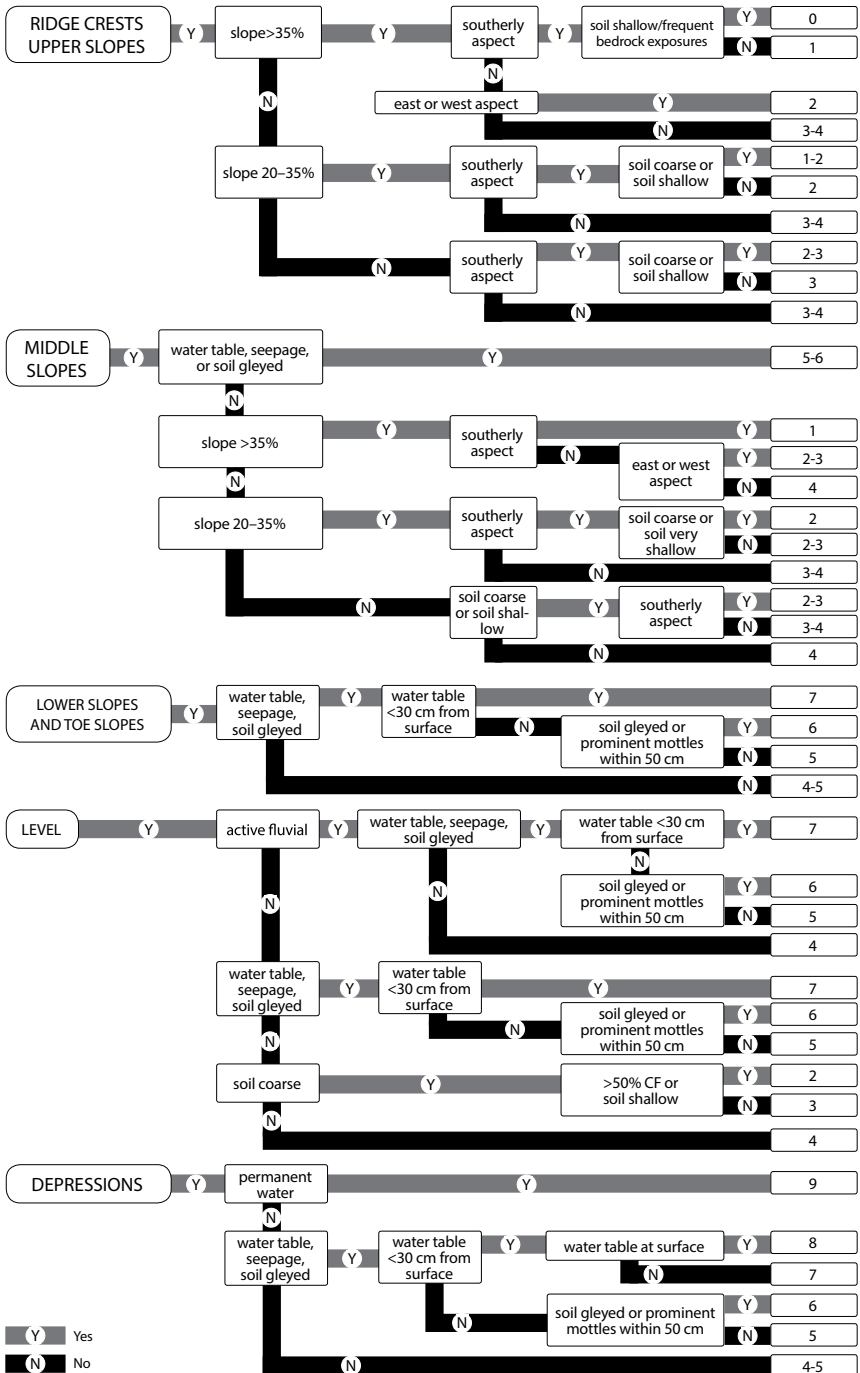 RIDGE CRESTS
UPPER SLOPES
Y
slope>35%
Y
southerly
aspect
Y
soil shallow/frequent
bedrock exposures
Y
0
N
1
N
N
east or west aspect
Y
2
N
3-4
slope 20–35%
Y
southerly
aspect
Y
soil coarse or
soil shallow
Y
1-2
N
2
N
3-4
N
southerly
aspect
Y
soil coarse or
soil shallow
Y
2-3
N
3
N
3-4
MIDDLE
SLOPES
Y
water table, seepage,
or soil gleyed
Y
5-6
N
slope >35%
Y
southerly
aspect
Y
1
N
east or west
aspect
Y
2-3
N
4
N
slope 20–35%
Y
southerly
aspect
Y
soil coarse or
soil very
shallow
Y
2
N
2-3
N
3-4
N
soil coarse
or soil shal-
low
Y
southerly
aspect
Y
2-3
N
3-4
N
4
LOWER SLOPES
AND TOE SLOPES
Y
water table,
seepage,
soil gleyed
Y
water table
<30 cm from
surface
Y
7
N
soil gleyed or
prominent mottles
within 50 cm
Y
6
N
5
N
4-5
LEVEL
Y
active fluvial
Y
water table, seepage,
soil gleyed
Y
water table <30 cm
from surface
Y
7
N
soil gleyed or
prominent mottles
within 50 cm
Y
6
N
5
N
4
N
water table,
seepage,
soil gleyed
Y
water table
<30 cm from
surface
Y
7
N
soil gleyed or
prominent mottles
within 50 cm
Y
6
N
5
N
soil coarse
Y
>50% CF or
soil shallow
Y
2
N
3
N
4
DEPRESSIONS
Y
permanent
water
Y
9
N
water table,
seepage,
soil gleyed
Y
water table
<30 cm from
surface
Y
water table at surface
Y
8
N
7
N
soil gleyed or prominent
mottles within 50 cm
Y
6
N
5
N
4-5
Y Yes
N No